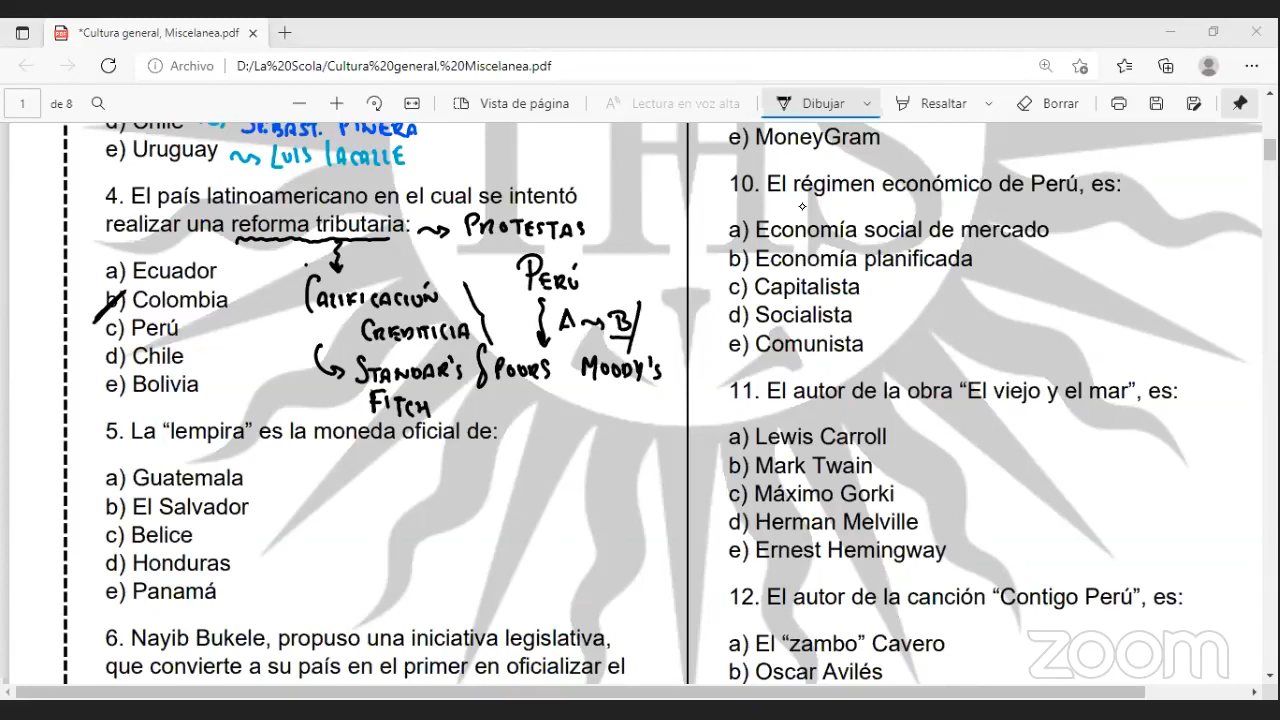 *Cultura general, Miscelanea.pdf
Archivo
D:/La%20Scola/Cultura%20general,%20Miscelanea.pdf
1
de 8
Vista de página
Lectura en voz alta
Dibujar
Resaltar
Borrar
d) Chile SEBAST. PIÑERA
e) Uruguay LUIS LACALLE
4. El país latinoamericano en el cual se intentó
realizar una reforma tributaria: PROTESTAS
a) Ecuador
b) Colombia
c) Perú
d) Chile
e) Bolivia
CALIFICACIÓN
CREDITICIA
STANDAR'S & POORS
FITCH
PERÚ
A B
MOODY'S
5. La “lempira” es la moneda oficial de:
a) Guatemala
b) El Salvador
c) Belice
d) Honduras
e) Panamá
6. Nayib Bukele, propuso una iniciativa legislativa,
que convierte a su país en el primer en oficializar el
e) MoneyGram
10. El régimen económico de Perú, es:
a) Economía social de mercado
b) Economía planificada
c) Capitalista
d) Socialista
e) Comunista
11. El autor de la obra “El viejo y el mar”, es:
a) Lewis Carroll
b) Mark Twain
c) Máximo Gorki
d) Herman Melville
e) Ernest Hemingway
12. El autor de la canción “Contigo Perú”, es:
a) El “zambo” Cavero
b) Oscar Avilés
IHS
zoom